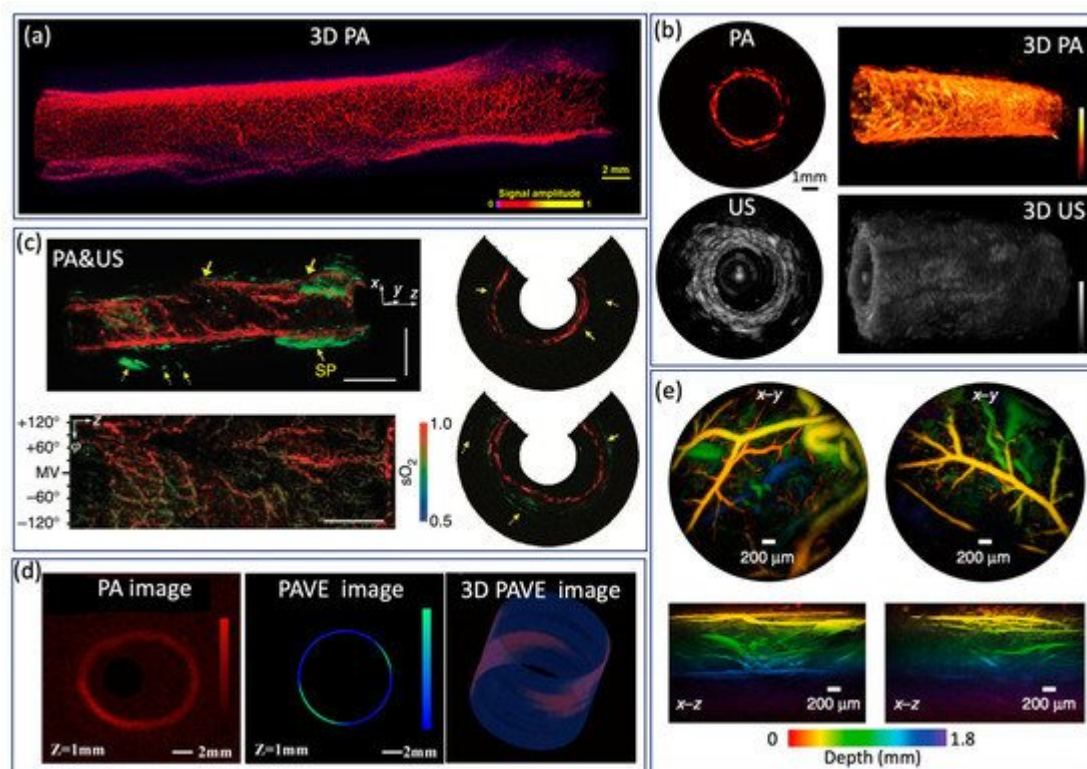 (a)
3D PA
2 mm
Signal amplitude
0
1
(b)
PA
3D PA
1mm
US
3D US
(c)
PA&US
x
y
z
SP
+120°
+60°
MV
−60°
−120°
z
φ
1.0
sO2
0.5
(d)
PA image
Z=1mm
2mm
PAVE image
Z=1mm
2mm
3D PAVE image
(e)
x–y
200 μm
x–y
200 μm
x–z
200 μm
x–z
200 μm
0
1.8
Depth (mm)